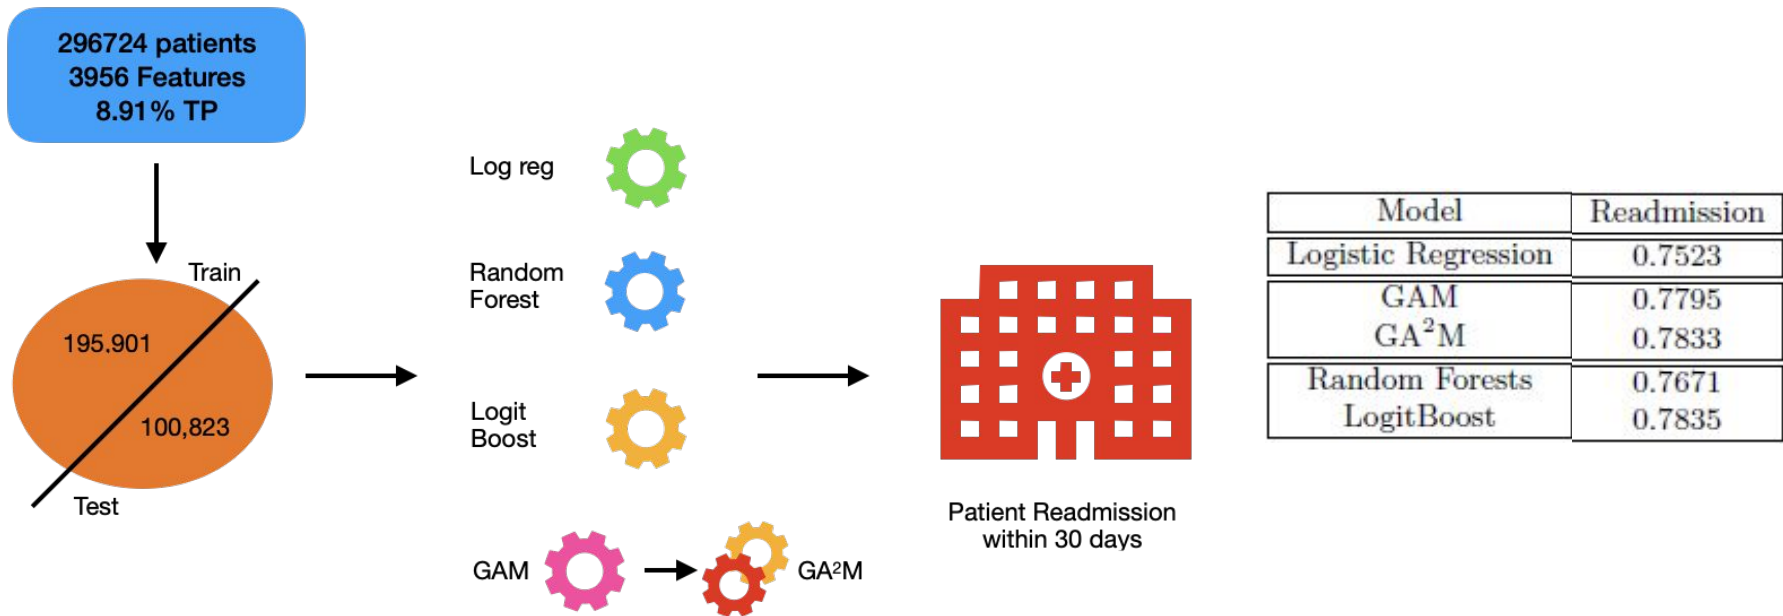 296724 patients
3956 Features
8.91% TP
Train
195,901
100,823
Test
Log reg
Random
Forest
Logit
Boost
GAM
GA²M
Patient Readmission
within 30 days
Model Readmission
Logistic Regression 0.7523
GAM 0.7795
GA²M 0.7833
Random Forests 0.7671
LogitBoost 0.7835